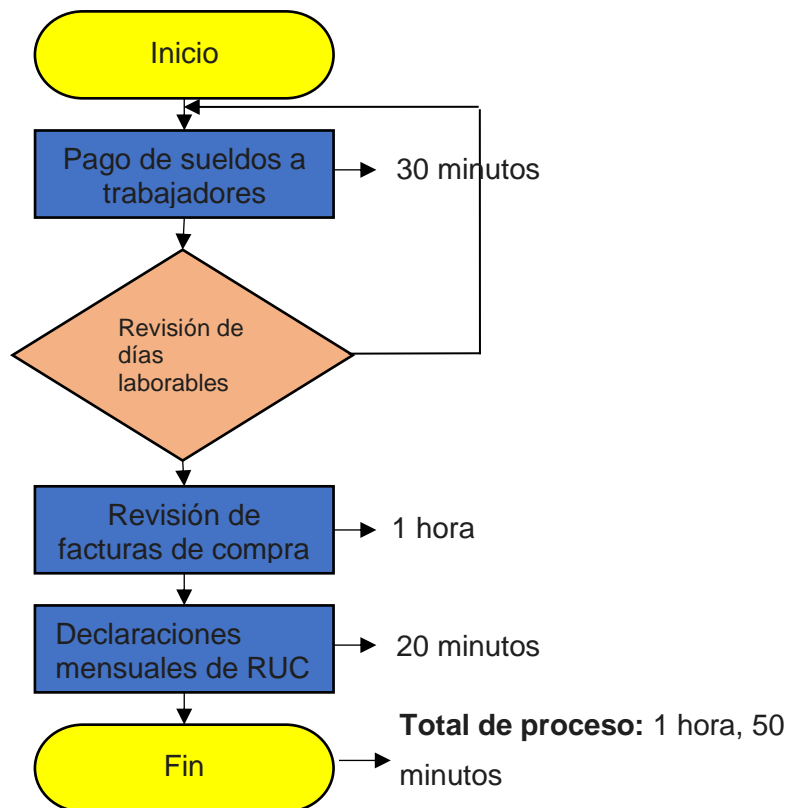 Inicio
Pago de sueldos a
trabajadores
30 minutos
Revisión de
días
laborables
Revisión de
facturas de compra
1 hora
Declaraciones
mensuales de RUC
20 minutos
Fin
Total de proceso: 1 hora, 50
minutos